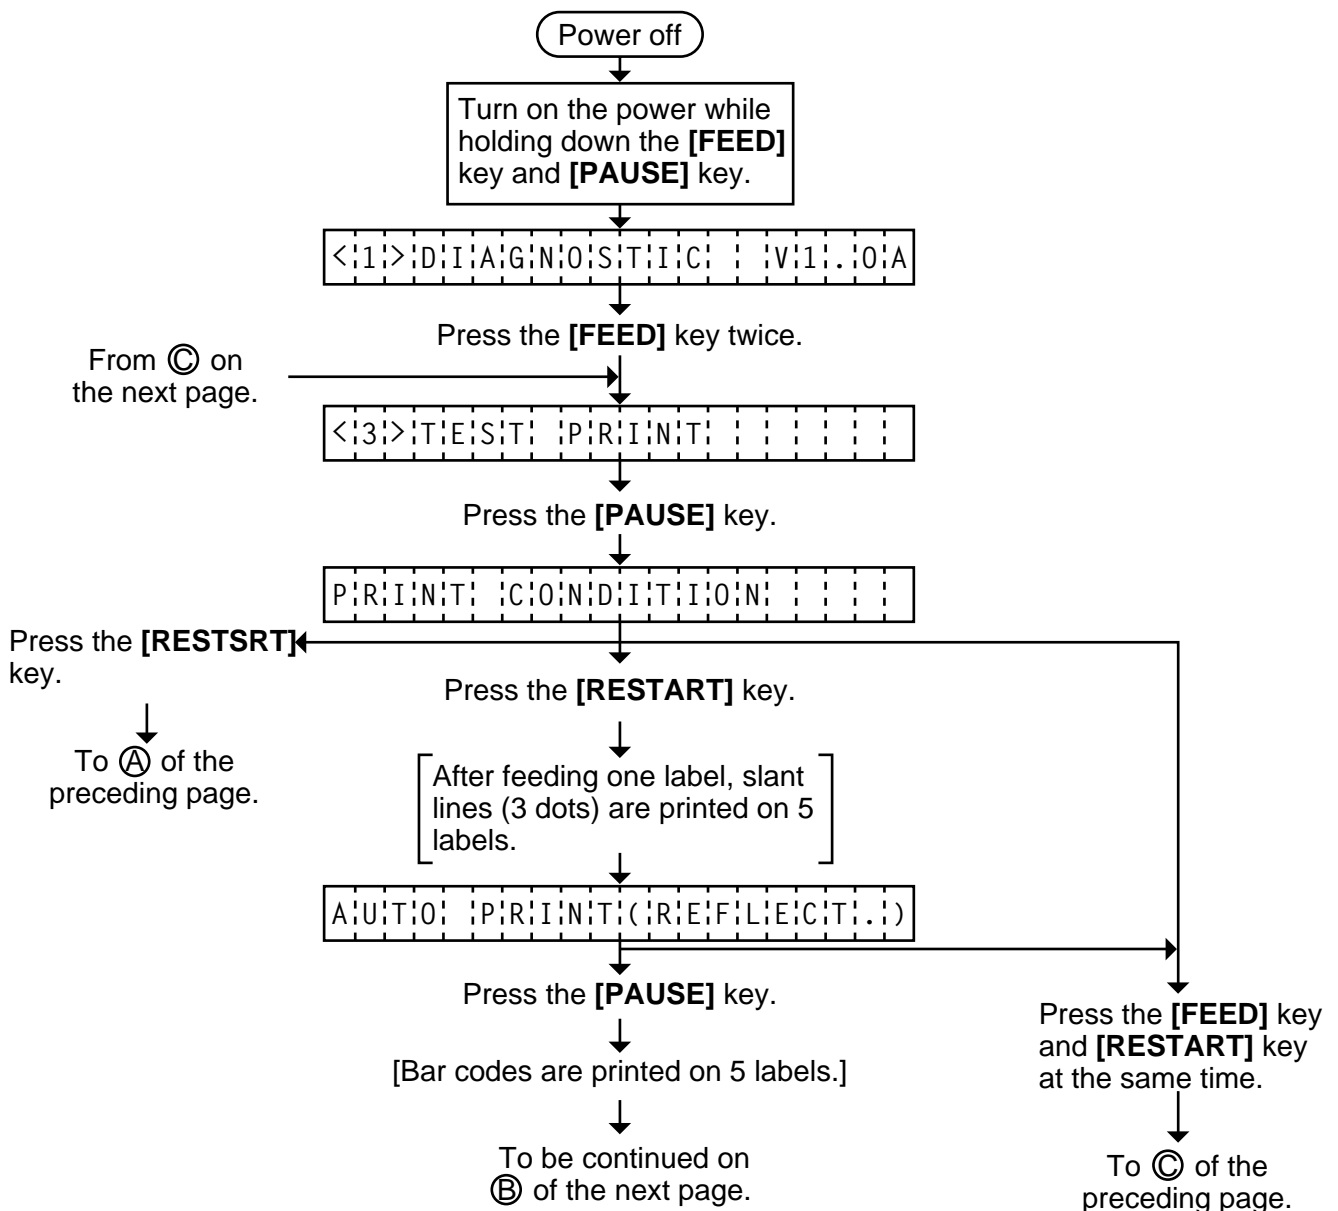 Power off
Turn on the power while
holding down the [FEED]
key and [PAUSE] key.
<1>DIAGNOSTIC  V1.0A
Press the [FEED] key twice.
From Ⓒ on
the next page.
<3>TEST PRINT
Press the [PAUSE] key.
PRINT CONDITION
Press the [RESTSRT]
key.
To Ⓐ of the
preceding page.
Press the [RESTART] key.
After feeding one label, slant
lines (3 dots) are printed on 5
labels.
AUTO PRINT(REFLECT.)
Press the [PAUSE] key.
[Bar codes are printed on 5 labels.]
To be continued on
Ⓑ of the next page.
Press the [FEED] key
and [RESTART] key
at the same time.
To Ⓒ of the
preceding page.